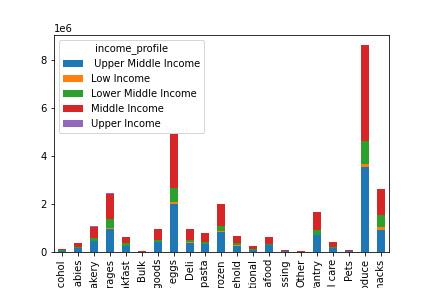 1e6
income_profile
Upper Middle Income
Low Income
Lower Middle Income
Middle Income
Upper Income
8
6
4
2
0
cohol
abies
akery
rages
kfast
Bulk
goods
eggs
Deli
pasta
rozen
ehold
tional
afood
ssing
Other
antry
l care
Pets
oduce
nacks